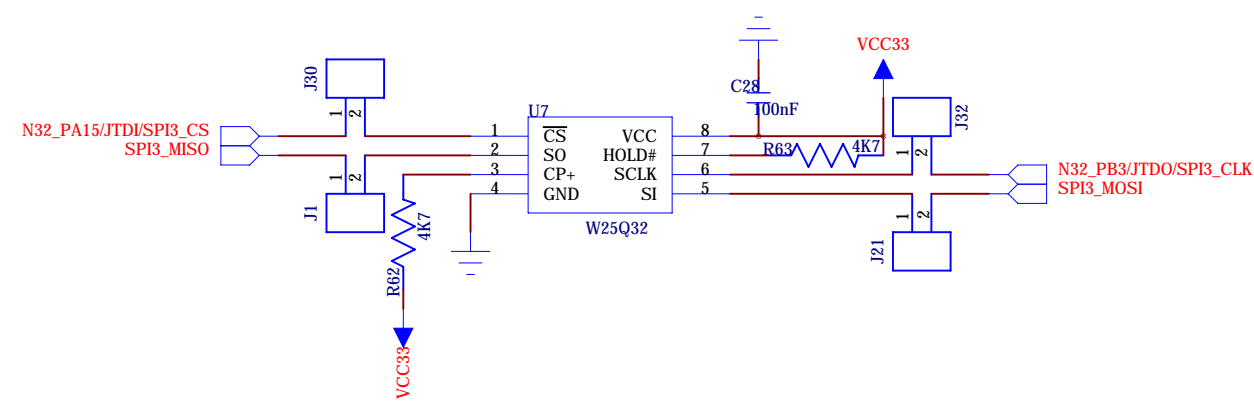 VCC33
J30
C28
100nF
U7
J32
1
2
1
2
N32_PA15/JTDI/SPI3_CS
SPI3_MISO
1
CS
VCC
8
2
SO
HOLD#
7
R63
4K7
3
CP+
SCLK
6
4
GND
SI
5
N32_PB3/JTDO/SPI3_CLK
SPI3_MOSI
1
2
J1
4K7
W25Q32
1
2
J21
R62
VCC33